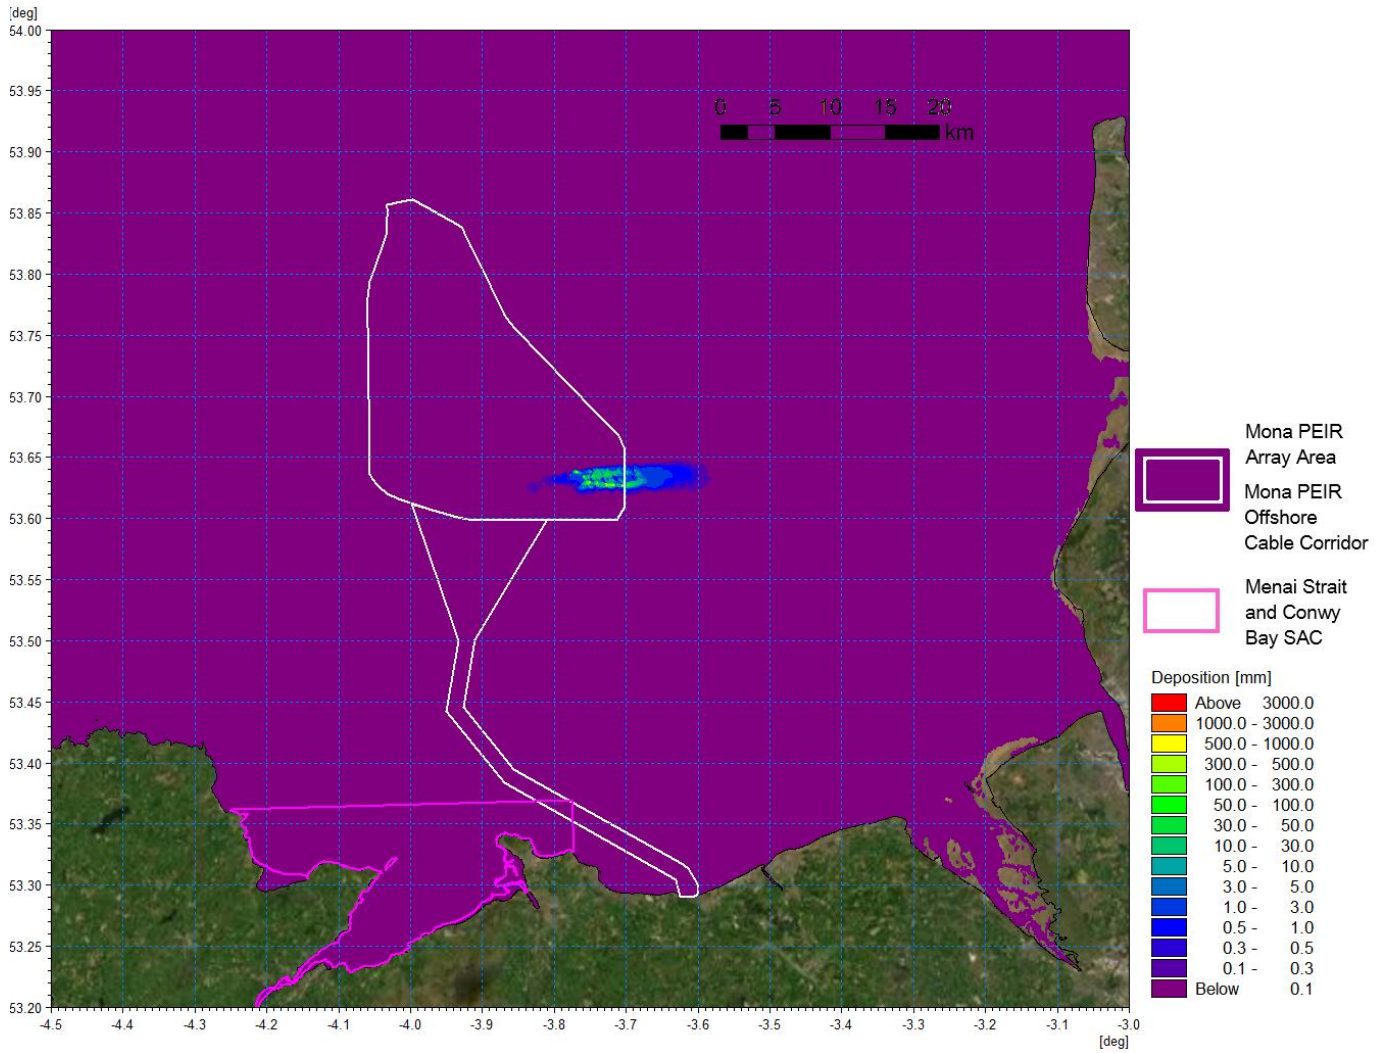 [deg]
54.00
53.95
53.90
53.85
53.80
53.75
53.70
53.65
53.60
53.55
53.50
53.45
53.40
53.35
53.30
53.25
53.20
-4.5 -4.4 -4.3 -4.2 -4.1 -4.0 -3.9 -3.8 -3.7 -3.6 -3.5 -3.4 -3.3 -3.2 -3.1 -3.0
[deg]
0 5 10 15 20
km
Mona PEIR
Array Area
Mona PEIR
Offshore
Cable Corridor
Menai Strait
and Conwy
Bay SAC
Deposition [mm]
Above 3000.0
1000.0 - 3000.0
500.0 - 1000.0
300.0 - 500.0
100.0 - 300.0
50.0 - 100.0
30.0 - 50.0
10.0 - 30.0
5.0 - 10.0
3.0 - 5.0
1.0 - 3.0
0.5 - 1.0
0.3 - 0.5
0.1 - 0.3
Below 0.1